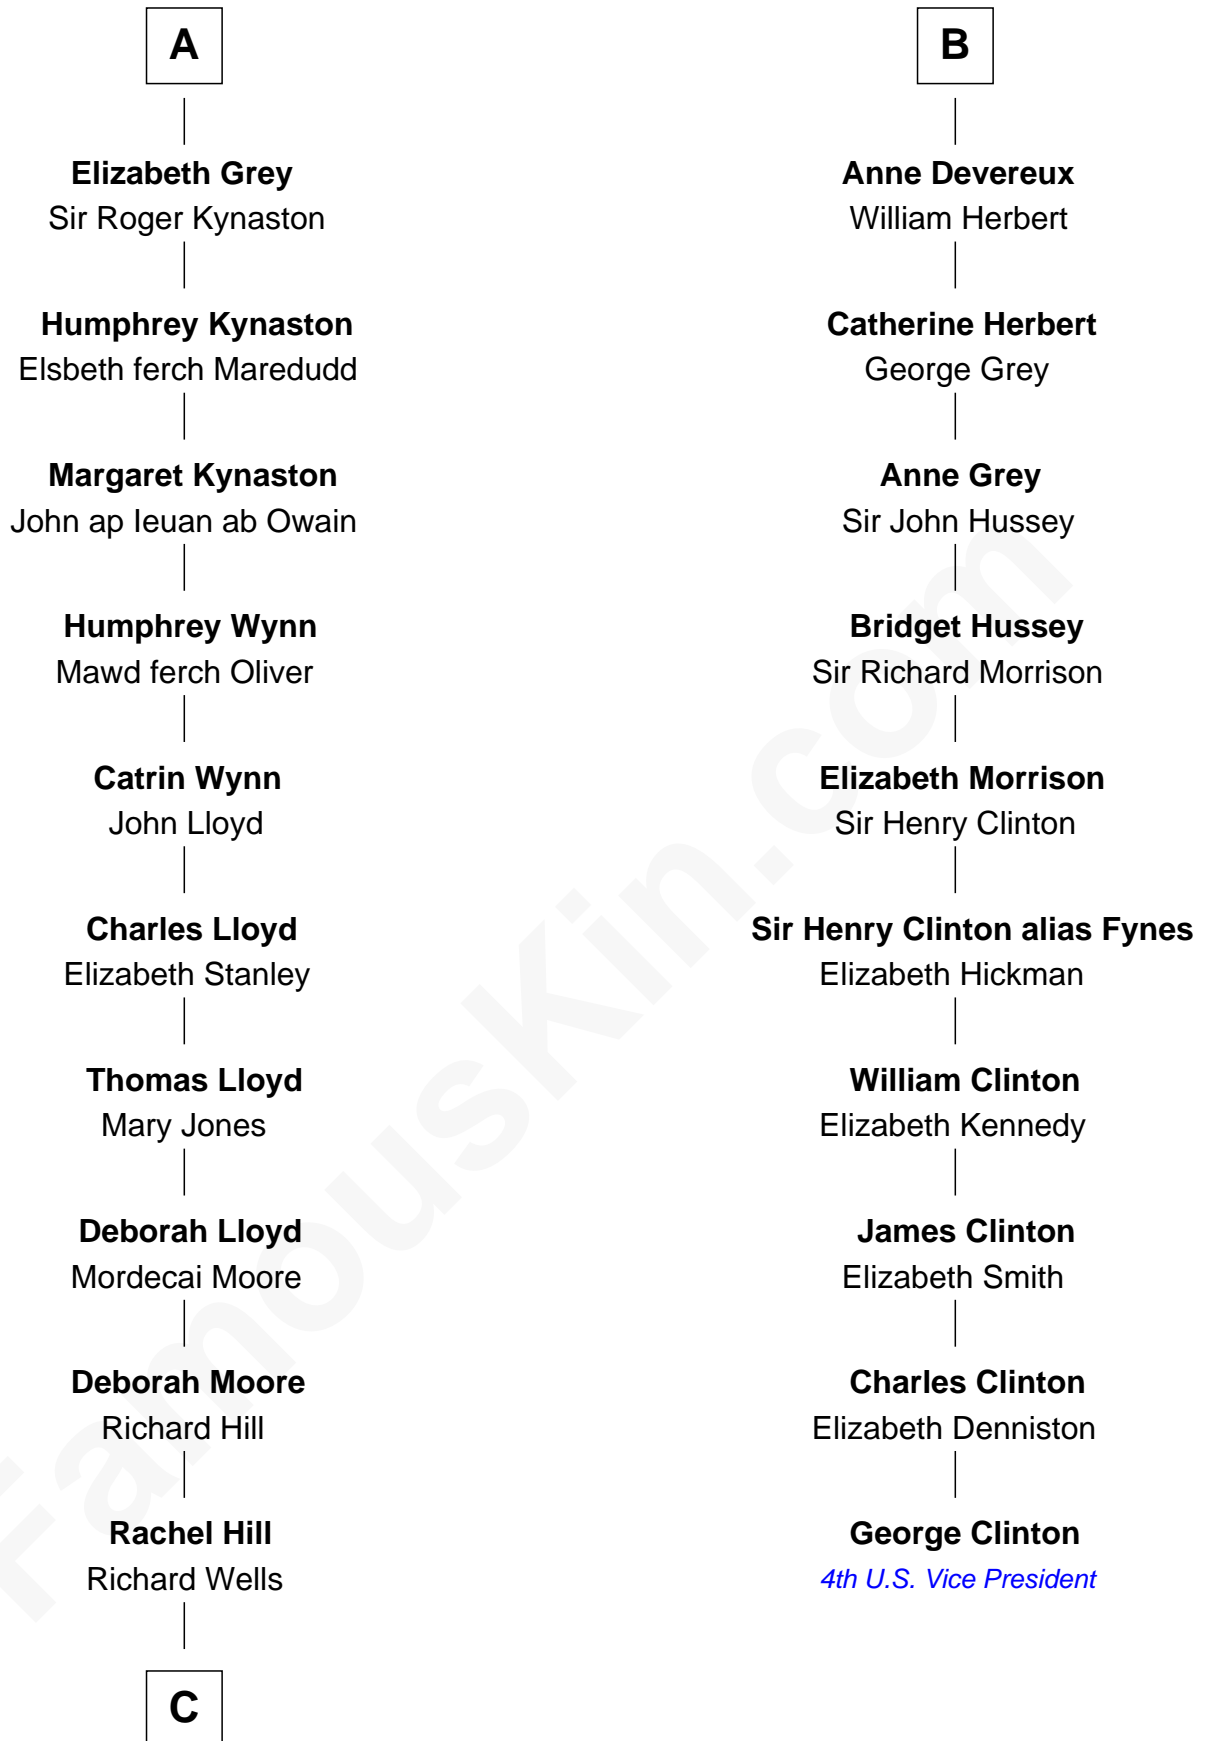 A
Elizabeth Grey
Sir Roger Kynaston
Humphrey Kynaston
Elsbeth ferch Maredudd
Margaret Kynaston
John ap Ieuan ab Owain
Humphrey Wynn
Mawd ferch Oliver
Catrin Wynn
John Lloyd
Charles Lloyd
Elizabeth Stanley
Thomas Lloyd
Mary Jones
Deborah Lloyd
Mordecai Moore
Deborah Moore
Richard Hill
Rachel Hill
Richard Wells
C
B
Anne Devereux
William Herbert
Catherine Herbert
George Grey
Anne Grey
Sir John Hussey
Bridget Hussey
Sir Richard Morrison
Elizabeth Morrison
Sir Henry Clinton
Sir Henry Clinton alias Fynes
Elizabeth Hickman
William Clinton
Elizabeth Kennedy
James Clinton
Elizabeth Smith
Charles Clinton
Elizabeth Denniston
George Clinton
4th U.S. Vice President
FamousKin.com